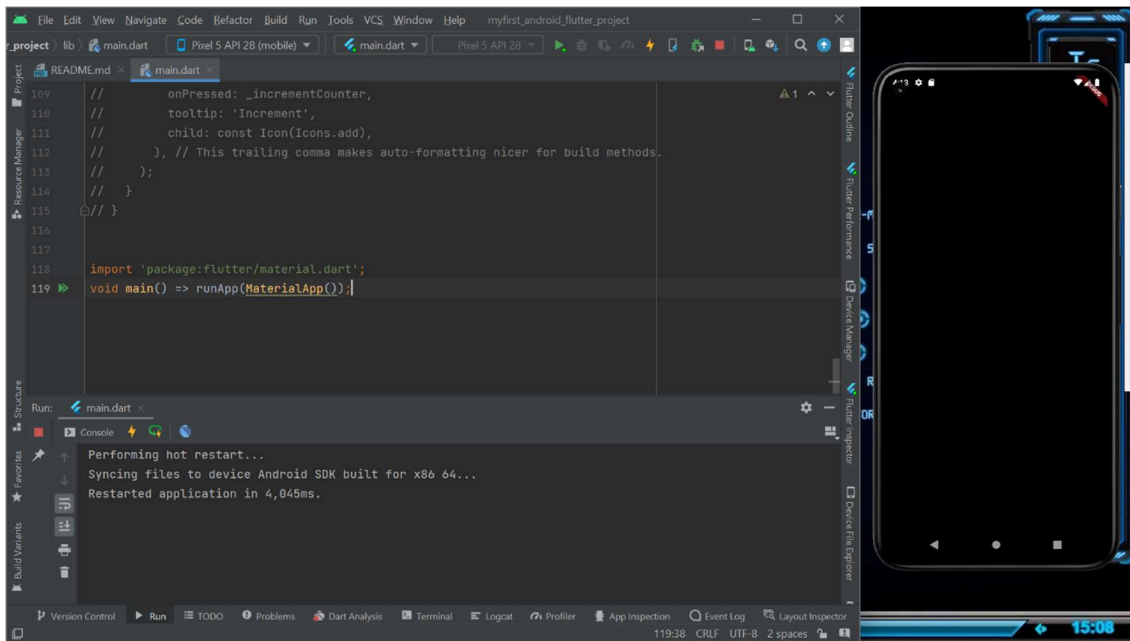 File Edit View Navigate Code Refactor Build Run Tools VCS Window Help myfirst_android_flutter_project
r_project lib main.dart Pixel 5 API 28 (mobile) main.dart Pixel 5 API 28
README.md main.dart
109 // onPressed: _incrementCounter,
110 // tooltip: 'Increment',
111 // child: const Icon(Icons.add),
112 // ), // This trailing comma makes auto-formatting nicer for build methods.
113 // );
114 // }
115 // }
116
117
118 import 'package:flutter/material.dart';
119 void main() => runApp(MaterialApp());
1
Project
Resource Manager
Structure
Favorites
Build Variants
Flutter Outline
Flutter Performance
Device Manager
Flutter Inspector
Device File Explorer
Run: main.dart
Console
Performing hot restart...
Syncing files to device Android SDK built for x86 64...
Restarted application in 4,045ms.
Version Control Run TODO Problems Dart Analysis Terminal Logcat Profiler App Inspection Event Log Layout Inspector
119:38 CRLF UTF-8 2 spaces
15:08